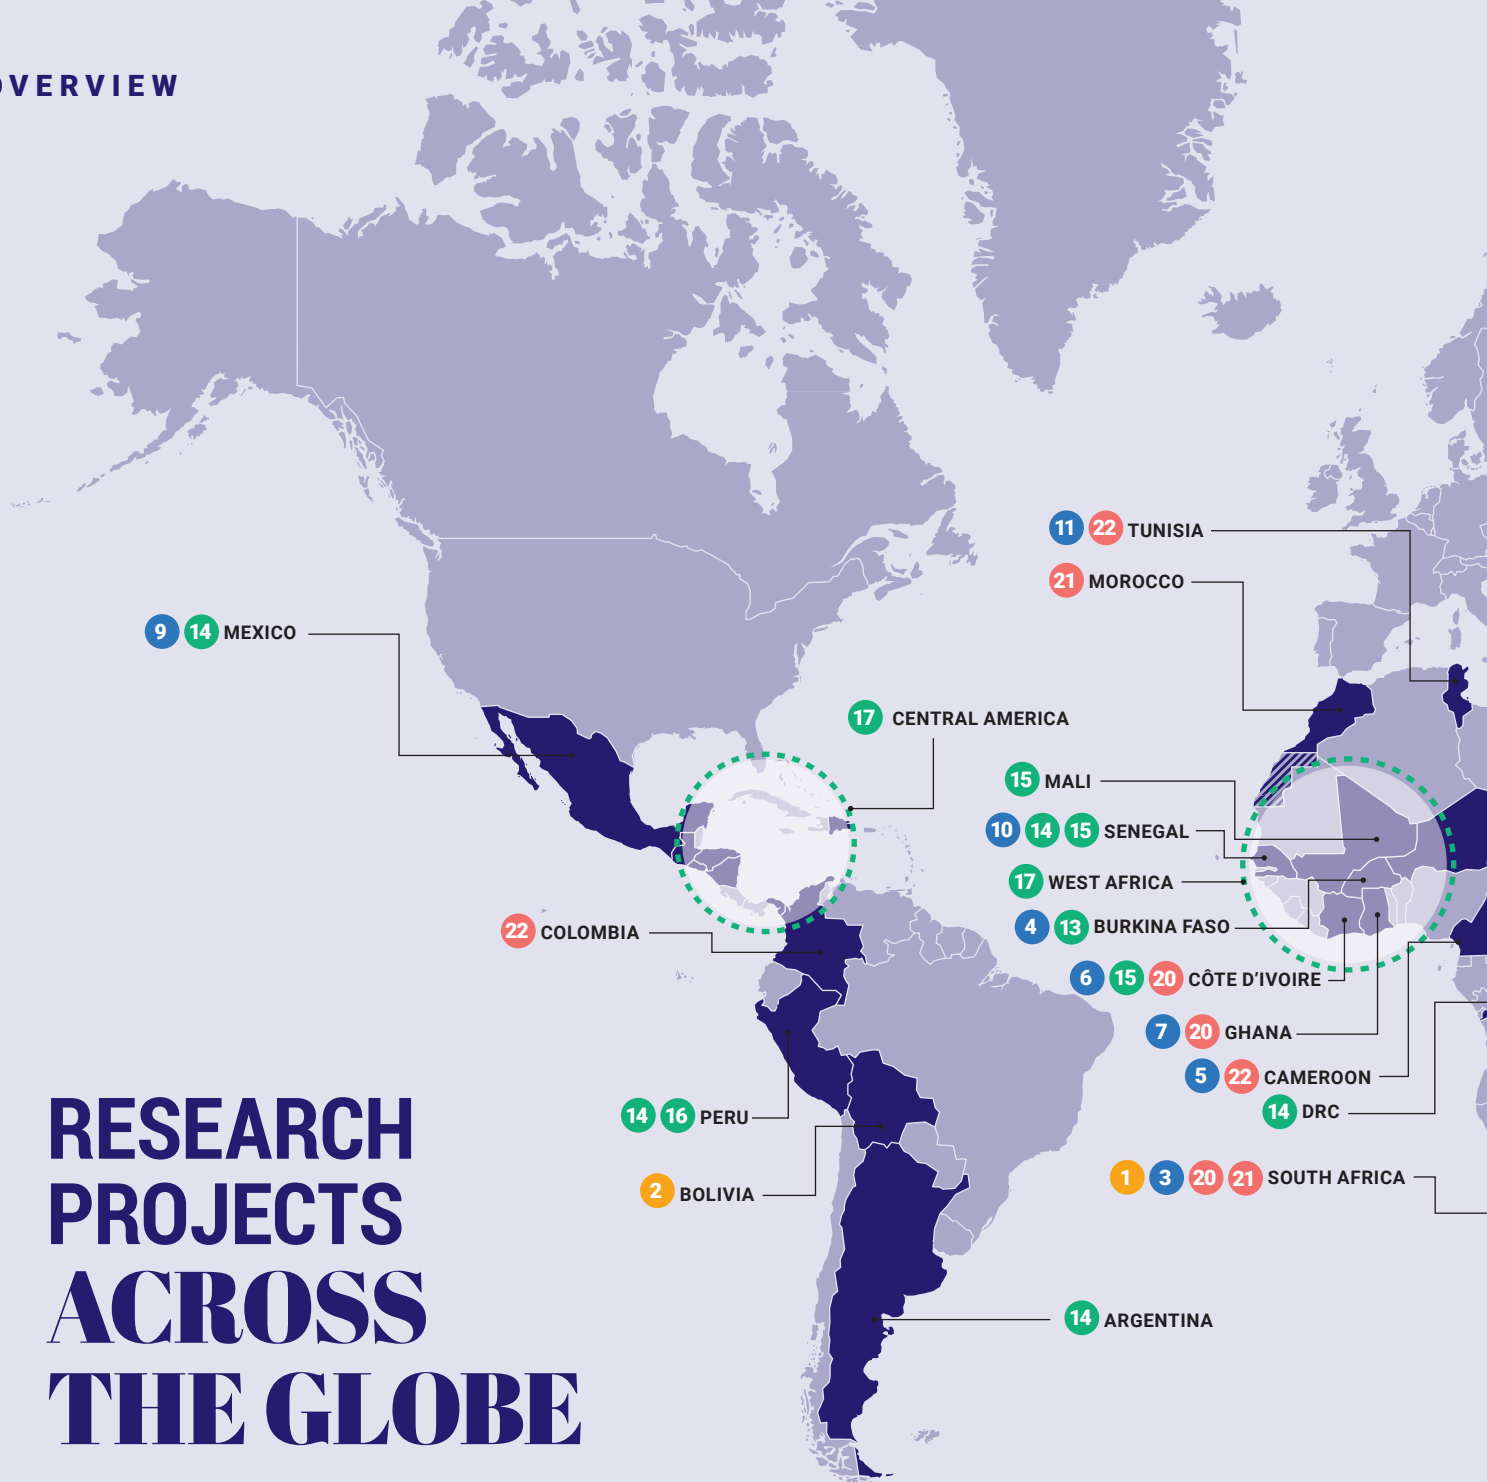 OVERVIEW
11 22 TUNISIA
21 MOROCCO
9 14 MEXICO
17 CENTRAL AMERICA
15 MALI
10 14 15 SENEGAL
17 WEST AFRICA
4 13 BURKINA FASO
22 COLOMBIA
6 15 20 CÔTE D'IVOIRE
7 20 GHANA
5 22 CAMEROON
14 DRC
14 16 PERU
1 3 20 21 SOUTH AFRICA
2 BOLIVIA
14 ARGENTINA
RESEARCH
PROJECTS
ACROSS
THE GLOBE